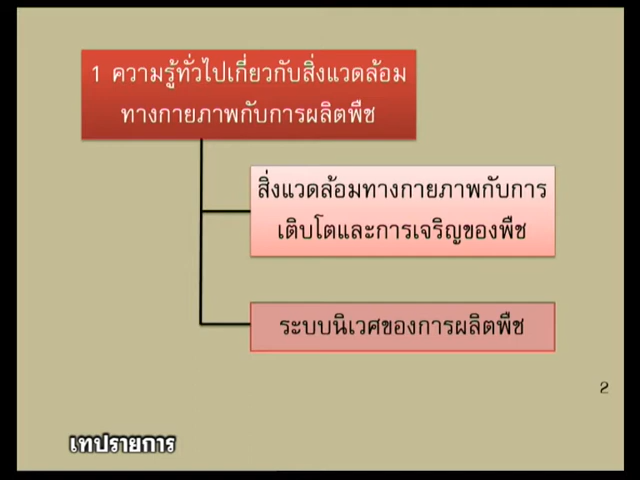 1 ความรู้ทั่วไปเกี่ยวกับสิ่งแวดล้อม
ทางกายภาพกับการผลิตพืช
สิ่งแวดล้อมทางกายภาพกับการ
เติบโตและการเจริญของพืช
ระบบนิเวศของการผลิตพืช
2
เทปรายการ